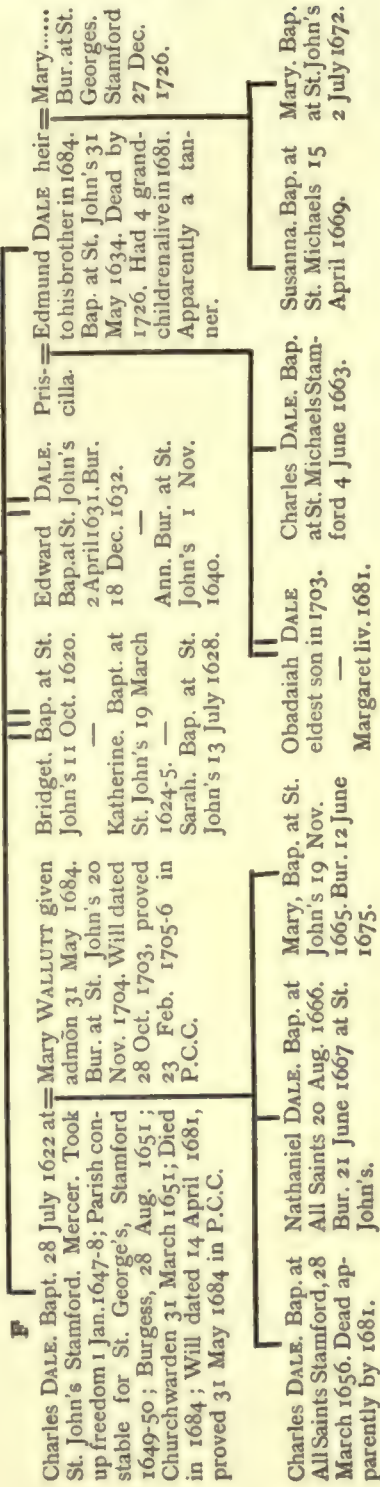 F
Charles DALE. Bapt. 28 July 1622 at=
St. John's Stamford. Mercer. Took
up freedom 1 Jan. 1647-8; Parish con-
stable for St. George's, Stamford
1649-50; Burgess, 28 Aug. 1651;
Churchwarden 31 March 1651; Died
in 1684; Will dated 14 April 1681,
proved 31 May 1684 in P.C.C.
Mary WALLUTT given
admōn 31 May 1684.
Bur. at St. John's 20
Nov. 1704. Will dated
28 Oct. 1703, proved
23 Feb. 1705-6 in
P.C.C.
Bridget. Bap. at St.
John's 11 Oct. 1620.
—
Katherine. Bapt. at
St. John's 19 March
1624-5. —
Sarah. Bap. at St.
John's 13 July 1628.
Edward DALE.
Bap. at St. John's
2 April 1631. Bur.
18 Dec. 1632.
—
Ann. Bur. at St.
John's 1 Nov.
1640.
Pris-=
cilla.
Edmund DALE heir=
to his brother in 1684.
Bap. at St. John's 31
May 1634. Dead by
1726. Had 4 grand-
children alive in 1681.
Apparently a tan-
ner.
Mary......
Bur. at St.
Georges.
Stamford
27 Dec.
1726.
Charles DALE. Bap. at
All Saints Stamford, 28
March 1656. Dead ap-
parently by 1681.
Nathaniel DALE. Bap. at
All Saints 20 Aug. 1666.
Bur. 21 June 1667 at St.
John's.
Mary, Bap. at St.
John's 19 Nov.
1665. Bur. 12 June
1675.
Obadaiah DALE
eldest son in 1703.
—
Margaret liv. 1681.
Charles DALE. Bap.
at St. Michaels Stam-
ford 4 June 1663.
Susanna. Bap. at
St. Michaels 15
April 1669.
Mary. Bap.
at St. John's
2 July 1672.